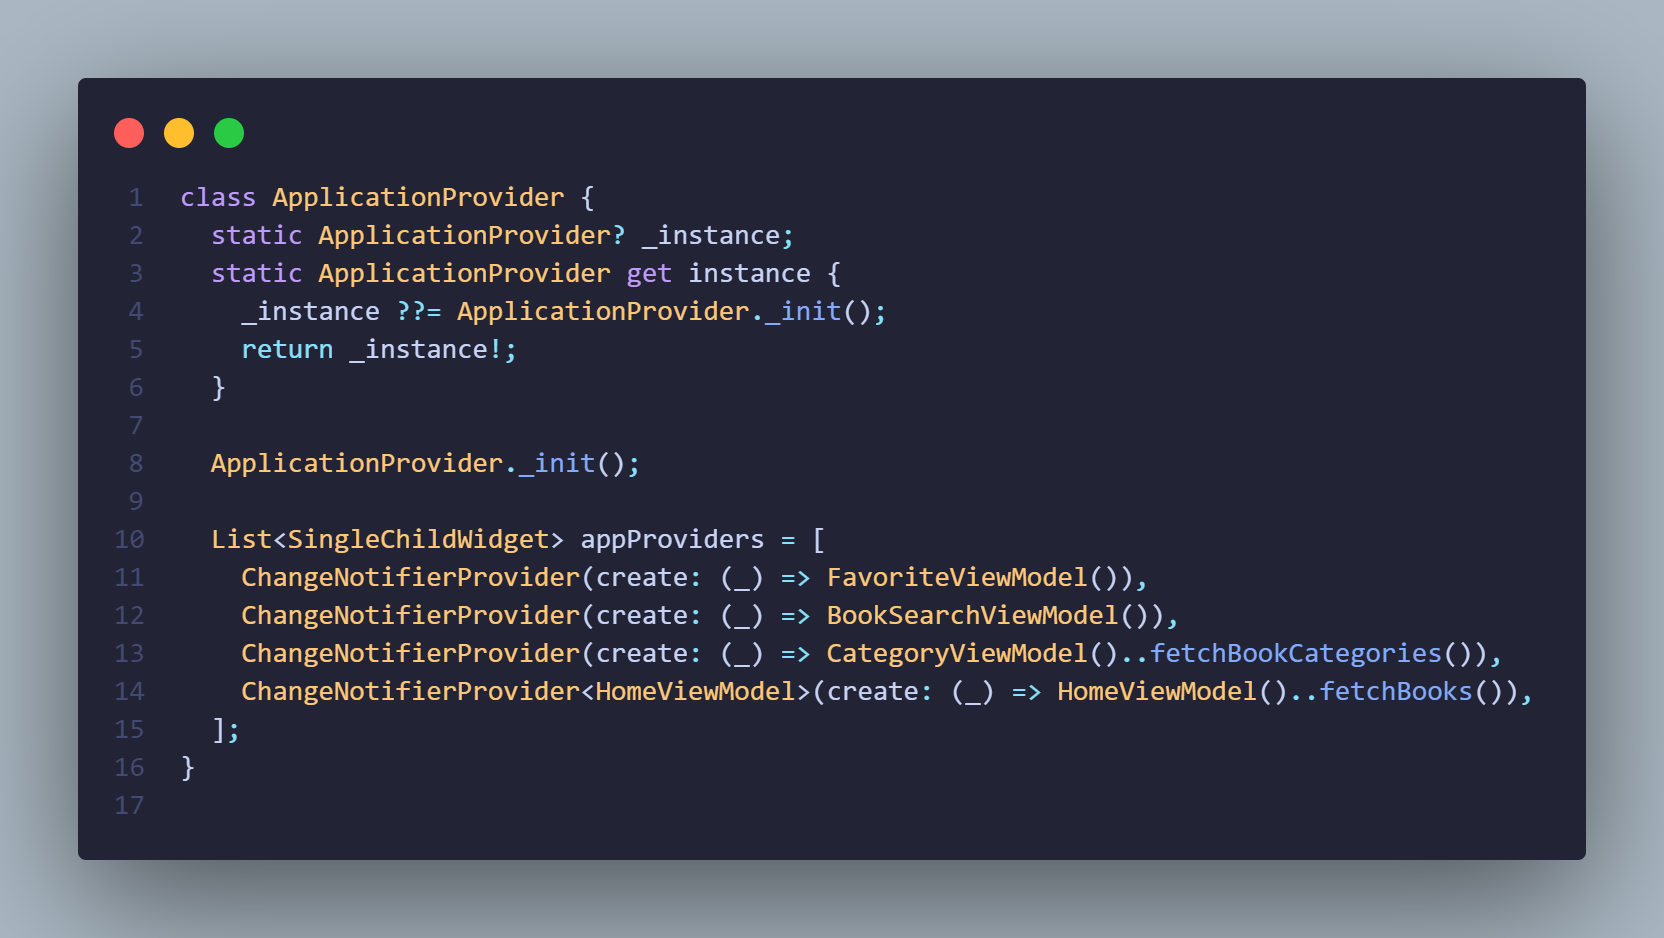 1 class ApplicationProvider {
2   static ApplicationProvider? _instance;
3   static ApplicationProvider get instance {
4     _instance ??= ApplicationProvider._init();
5     return _instance!;
6   }
7
8   ApplicationProvider._init();
9
10   List<SingleChildWidget> appProviders = [
11     ChangeNotifierProvider(create: (_) => FavoriteViewModel()),
12     ChangeNotifierProvider(create: (_) => BookSearchViewModel()),
13     ChangeNotifierProvider(create: (_) => CategoryViewModel()..fetchBookCategories()),
14     ChangeNotifierProvider<HomeViewModel>(create: (_) => HomeViewModel()..fetchBooks()),
15   ];
16 }
17